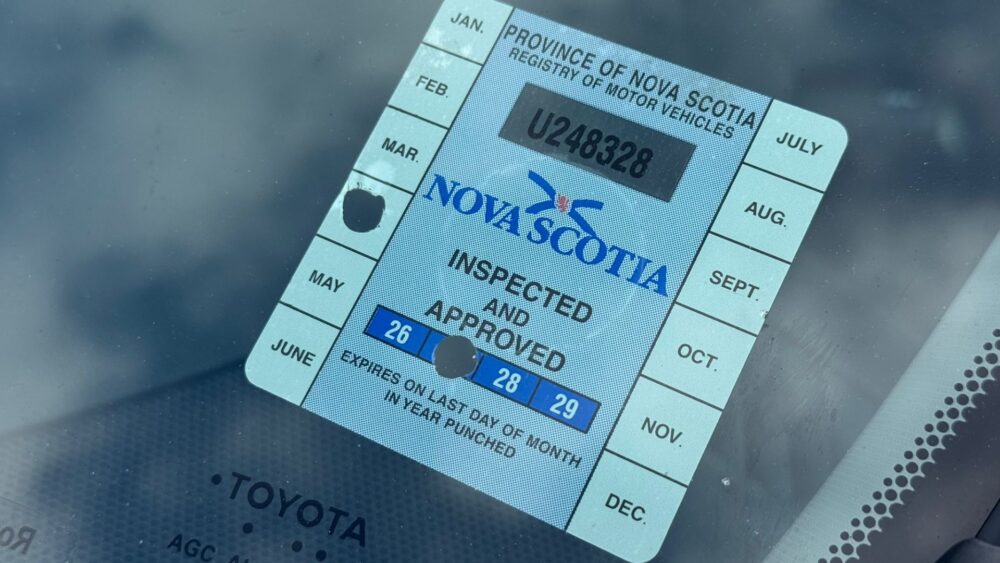 JAN.
FEB.
MAR.
MAY
JUNE
PROVINCE OF NOVA SCOTIA
REGISTRY OF MOTOR VEHICLES
U248328
NOVA SCOTIA
INSPECTED
AND
APPROVED
26 28 29
EXPIRES ON LAST DAY OF MONTH
IN YEAR PUNCHED
JULY
AUG.
SEPT.
OCT.
NOV.
DEC.
TOYOTA
AGC